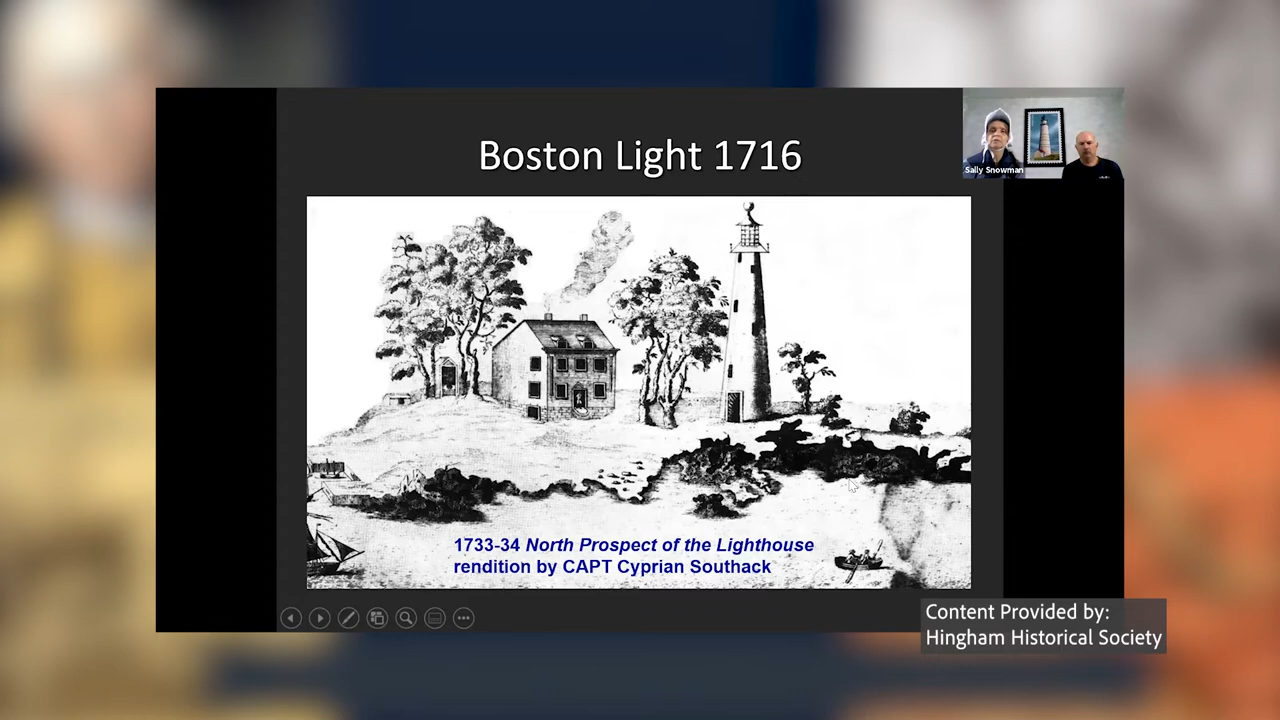 Boston Light 1716
Sally Snowman
1733-34 North Prospect of the Lighthouse
rendition by CAPT Cyprian Southack
Content Provided by:
Hingham Historical Society